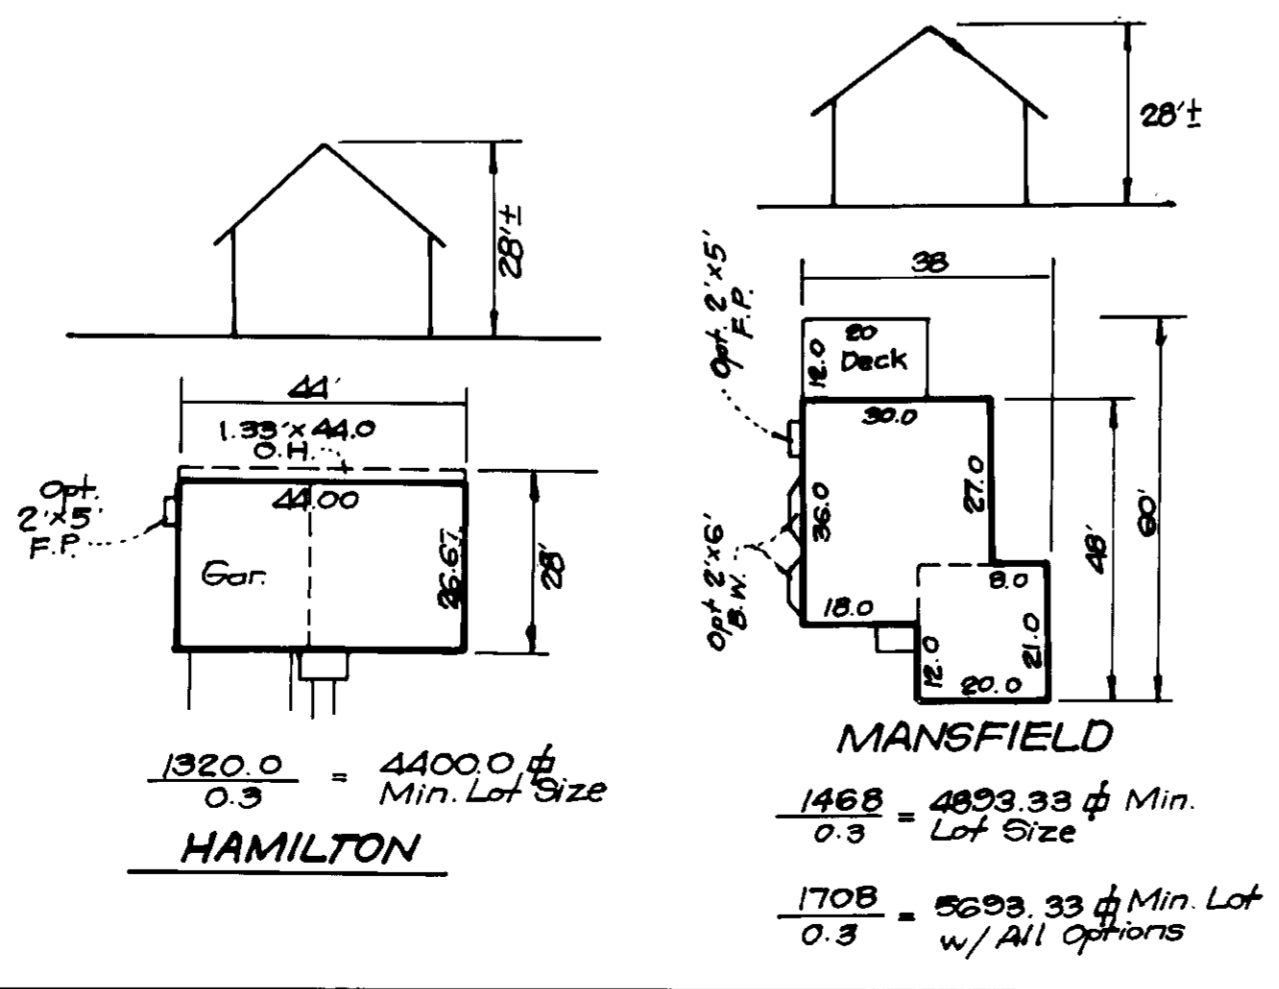 28'±
44'
1.33'x 44.0
O.H.
44.00
Opt.
2'x5'
F.P.
Gar.
26.67
28'
1320.0
0.3
= 4400.0 ⌽
Min. Lot Size
HAMILTON
28'±
38
Opt. 2'x5'
F.P.
12.0
20
Deck
30.0
36.0
27.0
48'
60'
Opt 2'x6'
B.W.
18.0
8.0
12.0
21.0
20.0
MANSFIELD
1468
0.3
= 4893.33 ⌽ Min.
Lot Size
1708
0.3
= 5693.33 ⌽ Min. Lot
w/ All Options